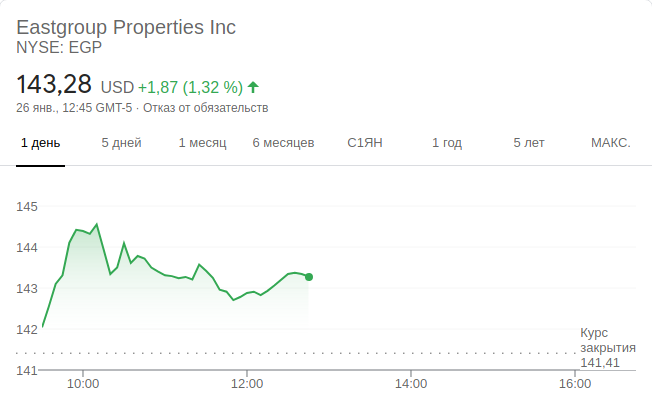 Eastgroup Properties Inc
NYSE: EGP
143,28 USD +1,87 (1,32 %)
26 янв., 12:45 GMT-5 · Отказ от обязательств
1 день 5 дней 1 месяц 6 месяцев С1ЯН 1 год 5 лет МАКС.
145
144
143
142
Курс
закрытия
141,41
141
10:00 12:00 14:00 16:00